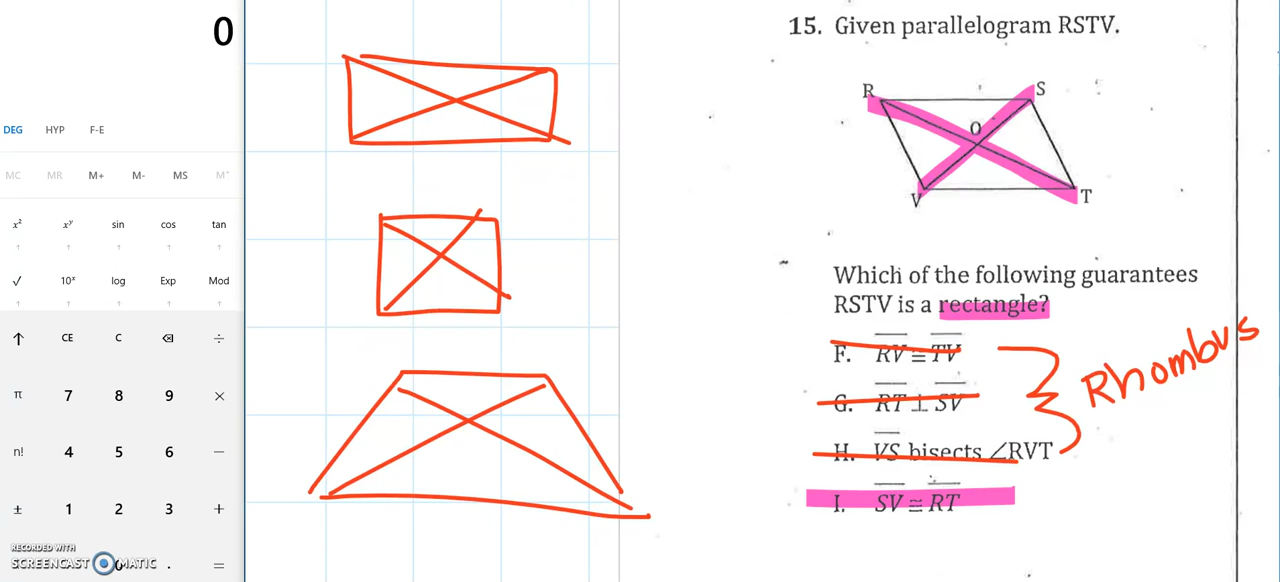 0
DEG HYP F-E
MC MR M+ M- MS M˅
x² xʸ sin cos tan
√ 10ˣ log Exp Mod
↑ CE C ⌫ ÷
π 7 8 9 ×
n! 4 5 6 −
± 1 2 3 +
0 . =
RECORDED WITH
SCREENCAST MATIC
15. Given parallelogram RSTV.
R S
O
V T
Which of the following guarantees
RSTV is a rectangle?
F. RV ≅ TV
G. RT ⊥ SV
H. VS bisects ∠RVT
I. SV ≅ RT
Rhombus